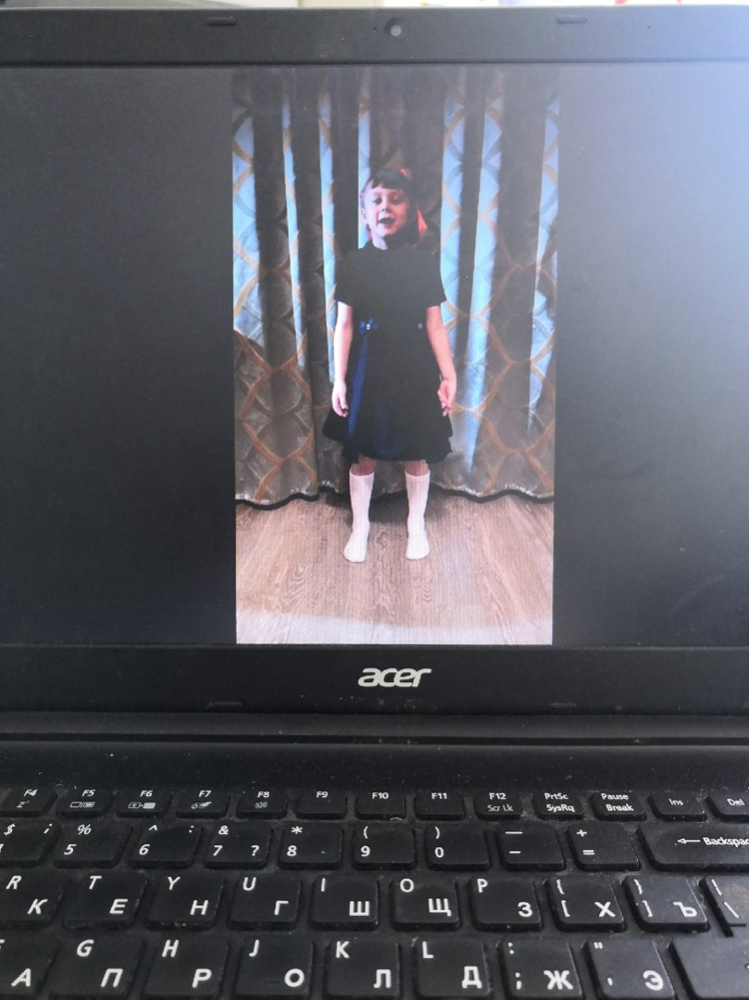 acer
F4 F5 F6 F7 F8 F9 F10 F11 F12 PrtSc Pause Ins Del
Scr Lk SysRq Break
$ ; % ^ : & * ( ) — +
5 6 7 ? 8 9 0 - = Backspa
R T Y U I O P { }
К Е Н Г Ш Щ З [ Х ] Ъ \
G H J K L : "
А П Р О Л Д ; Ж ' Э